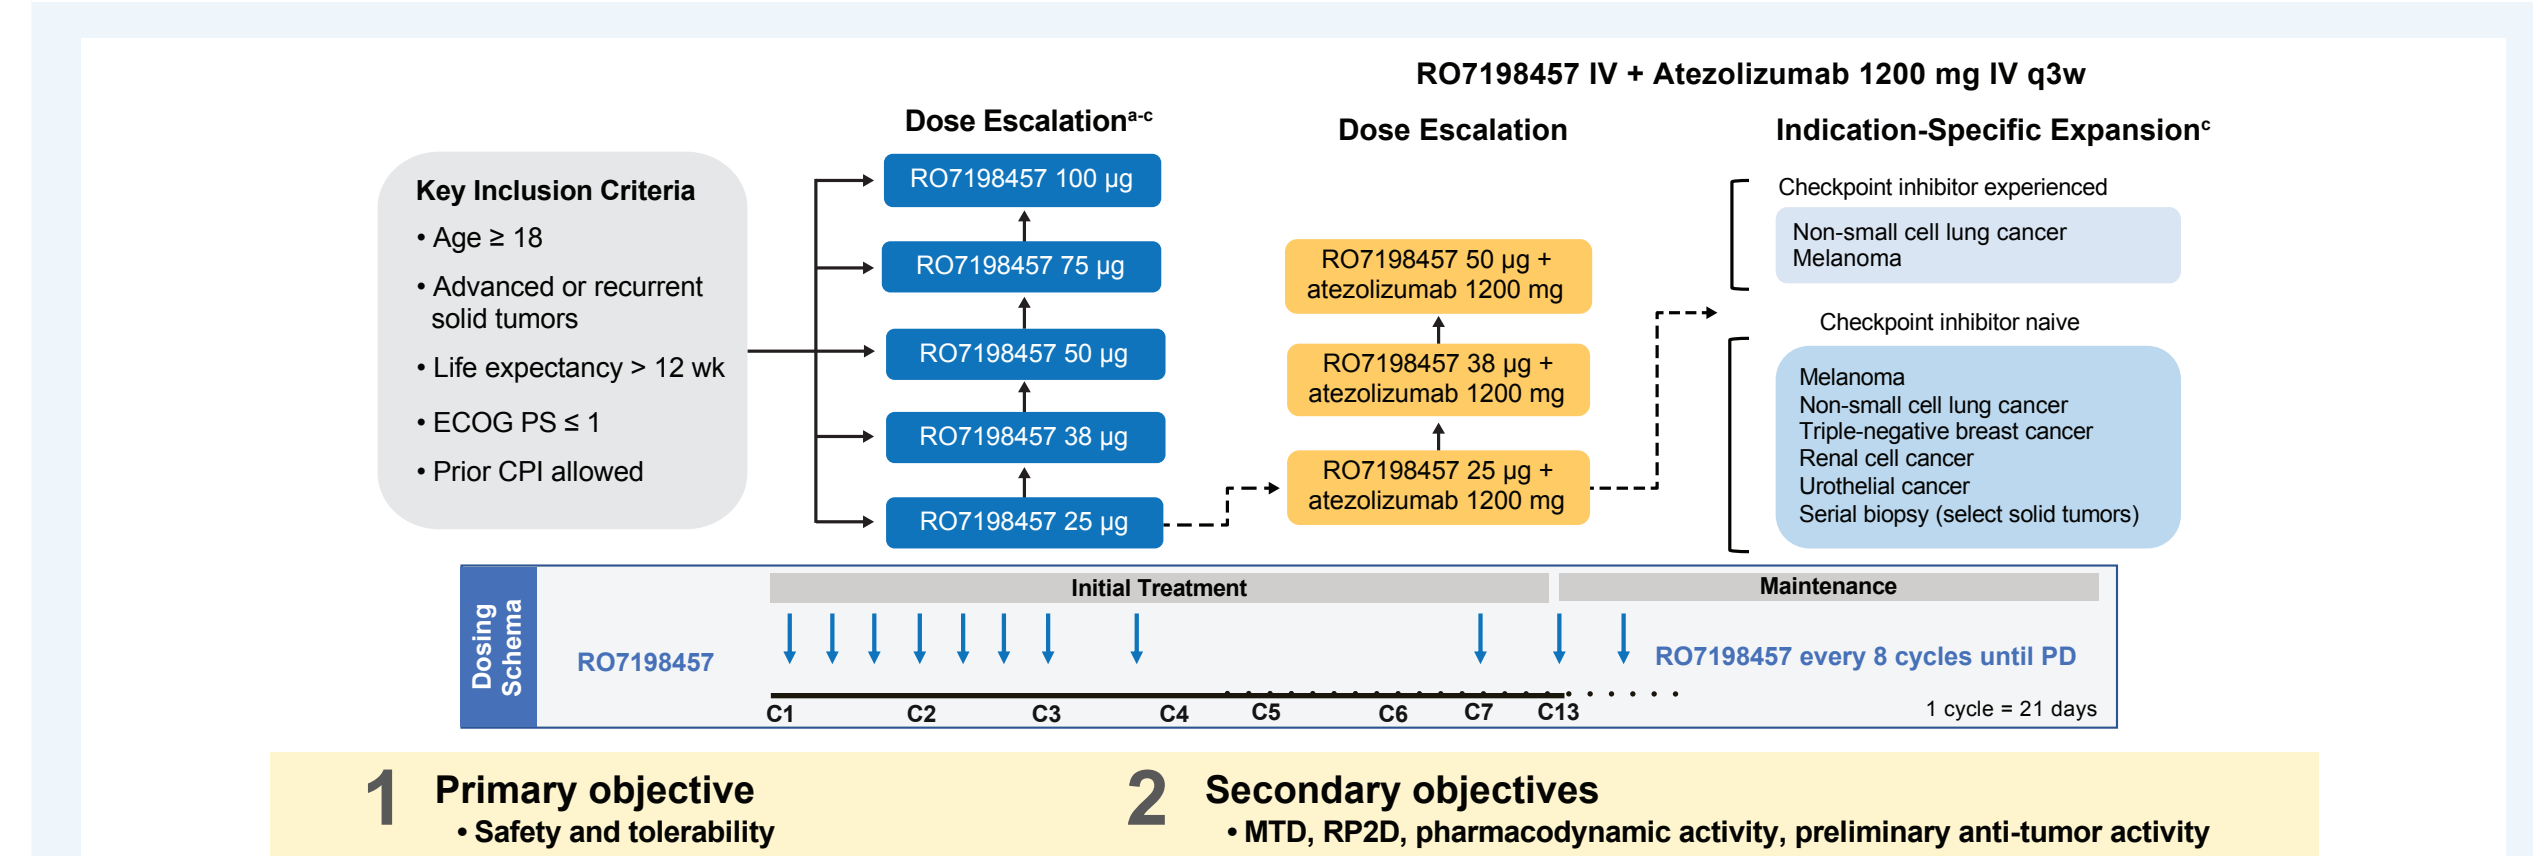 RO7198457 IV + Atezolizumab 1200 mg IV q3w
Dose Escalationᵃ⁻ᶜ
Dose Escalation
Indication-Specific Expansionᶜ
Key Inclusion Criteria
• Age ≥ 18
• Advanced or recurrent
solid tumors
• Life expectancy > 12 wk
• ECOG PS ≤ 1
• Prior CPI allowed
RO7198457 100 µg
RO7198457 75 µg
RO7198457 50 µg
RO7198457 38 µg
RO7198457 25 µg
RO7198457 50 µg +
atezolizumab 1200 mg
RO7198457 38 µg +
atezolizumab 1200 mg
RO7198457 25 µg +
atezolizumab 1200 mg
Checkpoint inhibitor experienced
Non-small cell lung cancer
Melanoma
Checkpoint inhibitor naive
Melanoma
Non-small cell lung cancer
Triple-negative breast cancer
Renal cell cancer
Urothelial cancer
Serial biopsy (select solid tumors)
Dosing
Schema
Initial Treatment
Maintenance
RO7198457
RO7198457 every 8 cycles until PD
C1 C2 C3 C4 C5 C6 C7 C13
1 cycle = 21 days
1 Primary objective
• Safety and tolerability
2 Secondary objectives
• MTD, RP2D, pharmacodynamic activity, preliminary anti-tumor activity